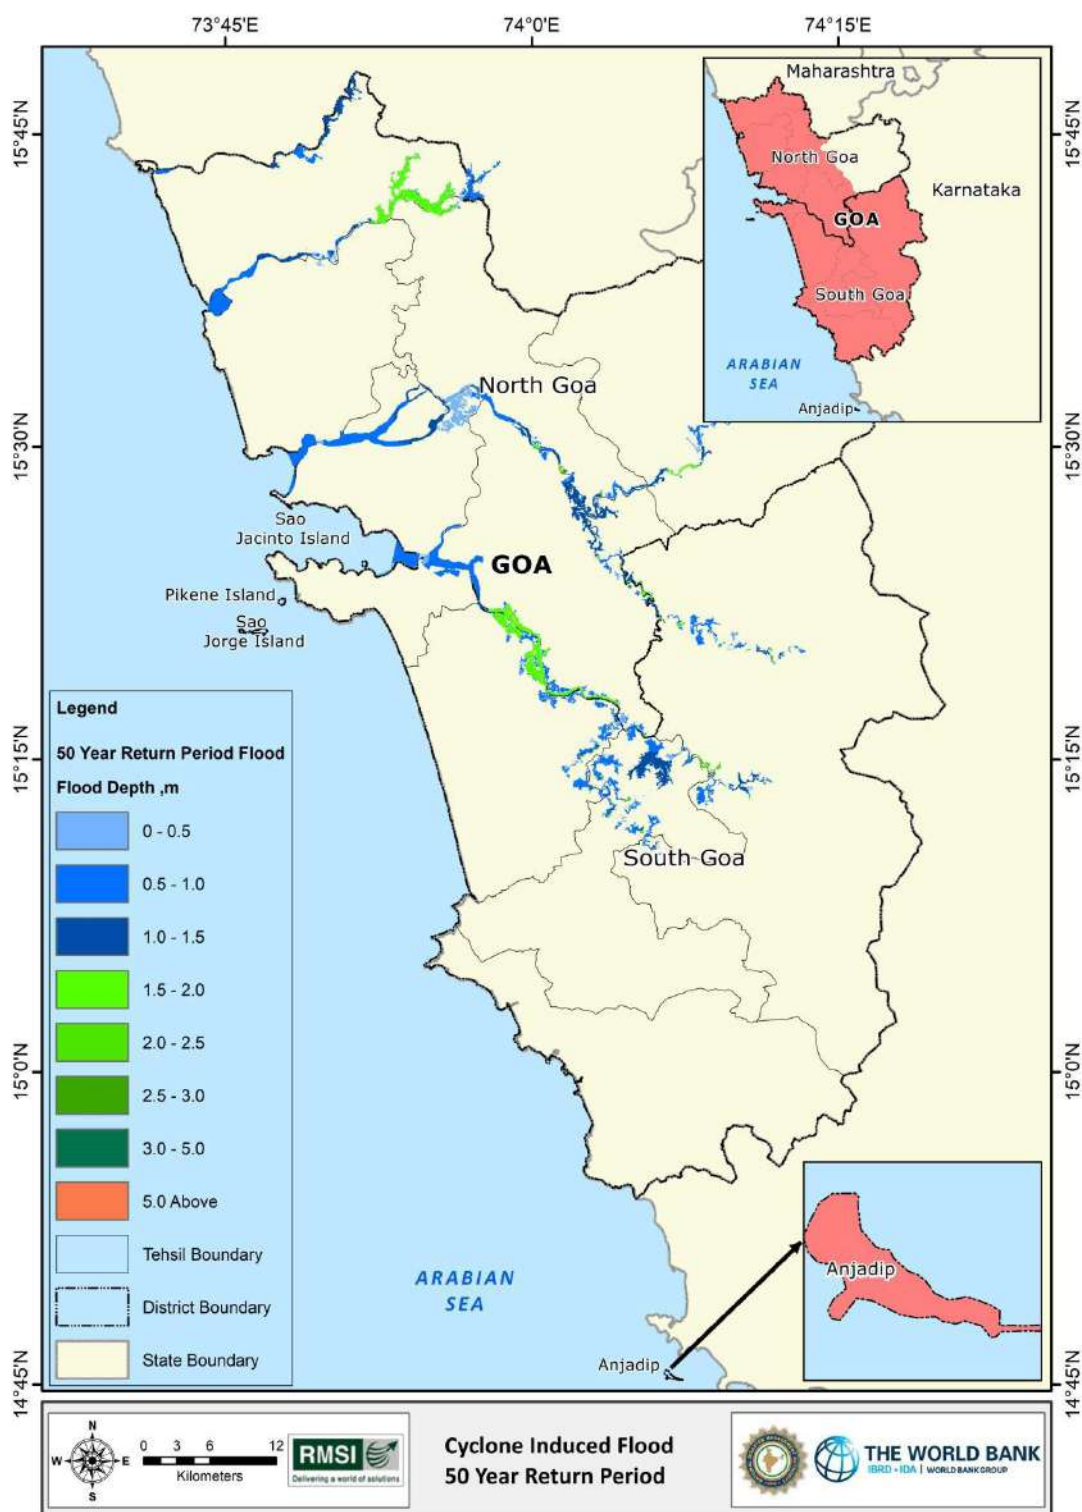 73°45'E
74°0'E
74°15'E
15°45'N
15°45'N
Maharashtra
North Goa
Karnataka
GOA
South Goa
ARABIAN
SEA
Anjadip
North Goa
15°30'N
15°30'N
Sao
Jacinto Island
GOA
Pikene Island
Sao
Jorge Island
Legend
50 Year Return Period Flood
Flood Depth ,m
0 - 0.5
0.5 - 1.0
1.0 - 1.5
1.5 - 2.0
2.0 - 2.5
2.5 - 3.0
3.0 - 5.0
5.0 Above
Tehsil Boundary
District Boundary
State Boundary
15°15'N
15°15'N
South Goa
15°0'N
15°0'N
ARABIAN
SEA
Anjadip
Anjadip
14°45'N
14°45'N
N
W
E
S
0 3 6 12
Kilometers
RMSI
Delivering a world of solutions
Cyclone Induced Flood
50 Year Return Period
THE WORLD BANK
IBRD • IDA | WORLD BANK GROUP